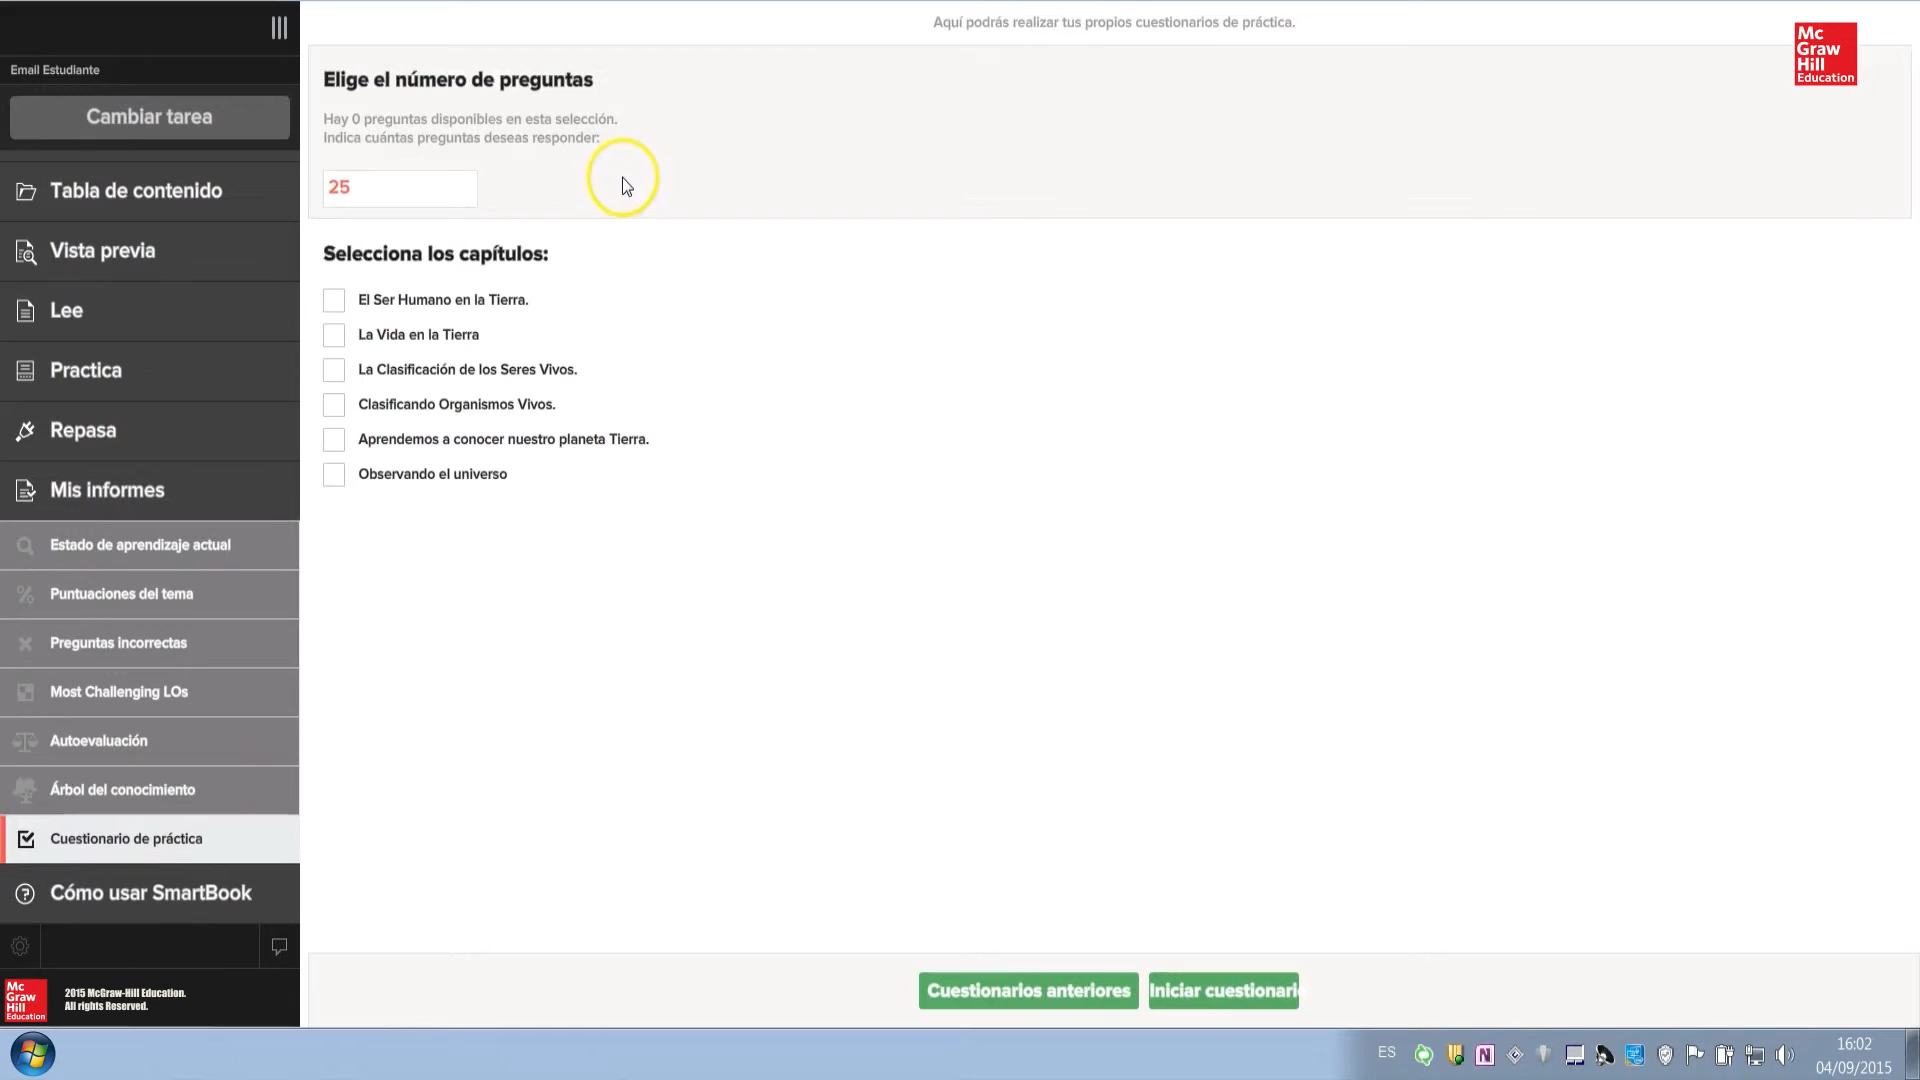 Aquí podrás realizar tus propios cuestionarios de práctica.
Mc
Graw
Hill
Education
Email Estudiante
Cambiar tarea
Tabla de contenido
Vista previa
Lee
Practica
Repasa
Mis informes
Estado de aprendizaje actual
Puntuaciones del tema
Preguntas incorrectas
Most Challenging LOs
Autoevaluación
Árbol del conocimiento
Cuestionario de práctica
Cómo usar SmartBook
Mc
Graw
Hill
Education
2015 McGraw-Hill Education.
All rights Reserved.
Elige el número de preguntas
Hay 0 preguntas disponibles en esta selección.
Indica cuántas preguntas deseas responder:
25
Selecciona los capítulos:
El Ser Humano en la Tierra.
La Vida en la Tierra
La Clasificación de los Seres Vivos.
Clasificando Organismos Vivos.
Aprendemos a conocer nuestro planeta Tierra.
Observando el universo
Cuestionarios anteriores
Iniciar cuestionari
ES
16:02
04/09/2015